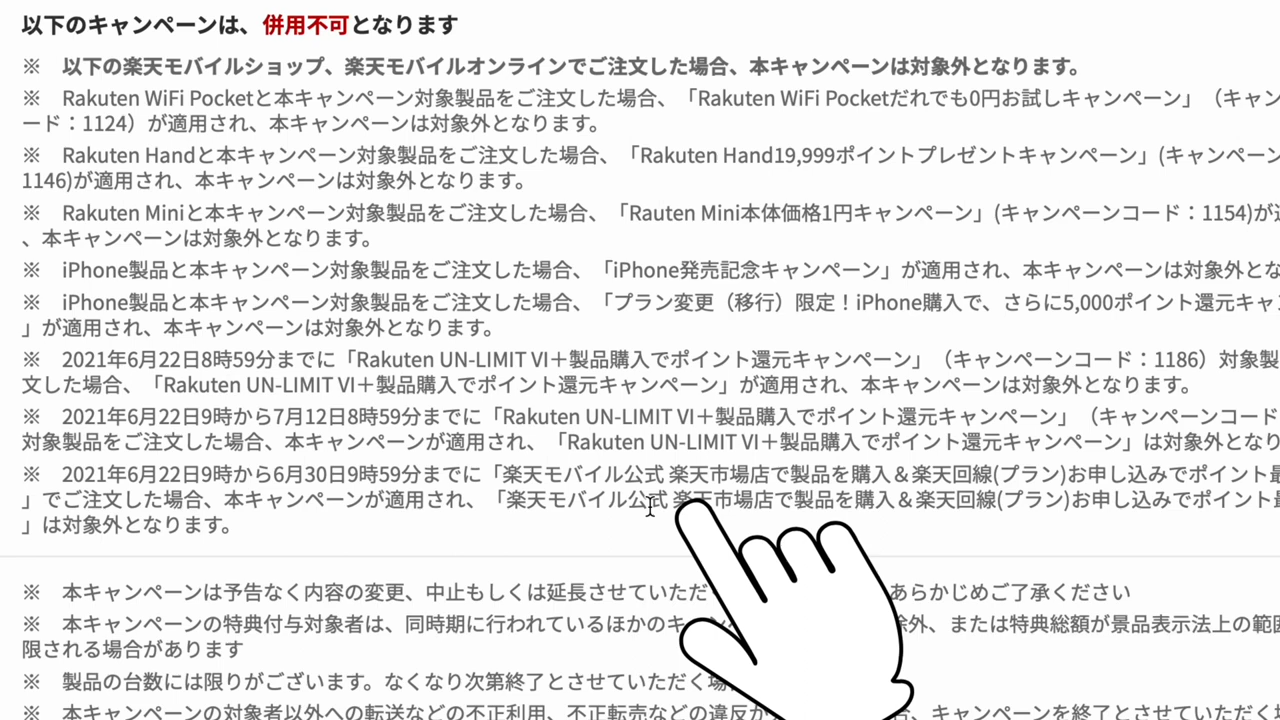 以下のキャンペーンは、併用不可となります
※　以下の楽天モバイルショップ、楽天モバイルオンラインでご注文した場合、本キャンペーンは対象外となります。
※　Rakuten WiFi Pocketと本キャンペーン対象製品をご注文した場合、「Rakuten WiFi Pocketだれでも0円お試しキャンペーン」（キャン
ード：1124）が適用され、本キャンペーンは対象外となります。
※　Rakuten Handと本キャンペーン対象製品をご注文した場合、「Rakuten Hand19,999ポイントプレゼントキャンペーン」(キャンペーン
1146)が適用され、本キャンペーンは対象外となります。
※　Rakuten Miniと本キャンペーン対象製品をご注文した場合、「Rauten Mini本体価格1円キャンペーン」(キャンペーンコード：1154)が
、本キャンペーンは対象外となります。
※　iPhone製品と本キャンペーン対象製品をご注文した場合、「iPhone発売記念キャンペーン」が適用され、本キャンペーンは対象外とな
※　iPhone製品と本キャンペーン対象製品をご注文した場合、「プラン変更（移行）限定！iPhone購入で、さらに5,000ポイント還元キャ
」が適用され、本キャンペーンは対象外となります。
※　2021年6月22日8時59分までに「Rakuten UN-LIMIT VI＋製品購入でポイント還元キャンペーン」（キャンペーンコード：1186）対象製
文した場合、「Rakuten UN-LIMIT VI＋製品購入でポイント還元キャンペーン」が適用され、本キャンペーンは対象外となります。
※　2021年6月22日9時から7月12日8時59分までに「Rakuten UN-LIMIT VI＋製品購入でポイント還元キャンペーン」（キャンペーンコード
対象製品をご注文した場合、本キャンペーンが適用され、「Rakuten UN-LIMIT VI＋製品購入でポイント還元キャンペーン」は対象外となり
※　2021年6月22日9時から6月30日9時59分までに「楽天モバイル公式 楽天市場店で製品を購入＆楽天回線(プラン)お申し込みでポイント最
」でご注文した場合、本キャンペーンが適用され、「楽天モバイル公式 楽天市場店で製品を購入＆楽天回線(プラン)お申し込みでポイント最
」は対象外となります。
※　本キャンペーンは予告なく内容の変更、中止もしくは延長させていただ あらかじめご了承ください
※　本キャンペーンの特典付与対象者は、同時期に行われているほかのキャン 除外、または特典総額が景品表示法上の範囲
限される場合があります
※　製品の台数には限りがございます。なくなり次第終了とさせていただく場
※　本キャンペーンの対象者以外への転送などの不正利用、不正転売などの違反が 、キャンペーンを終了とさせていただく場